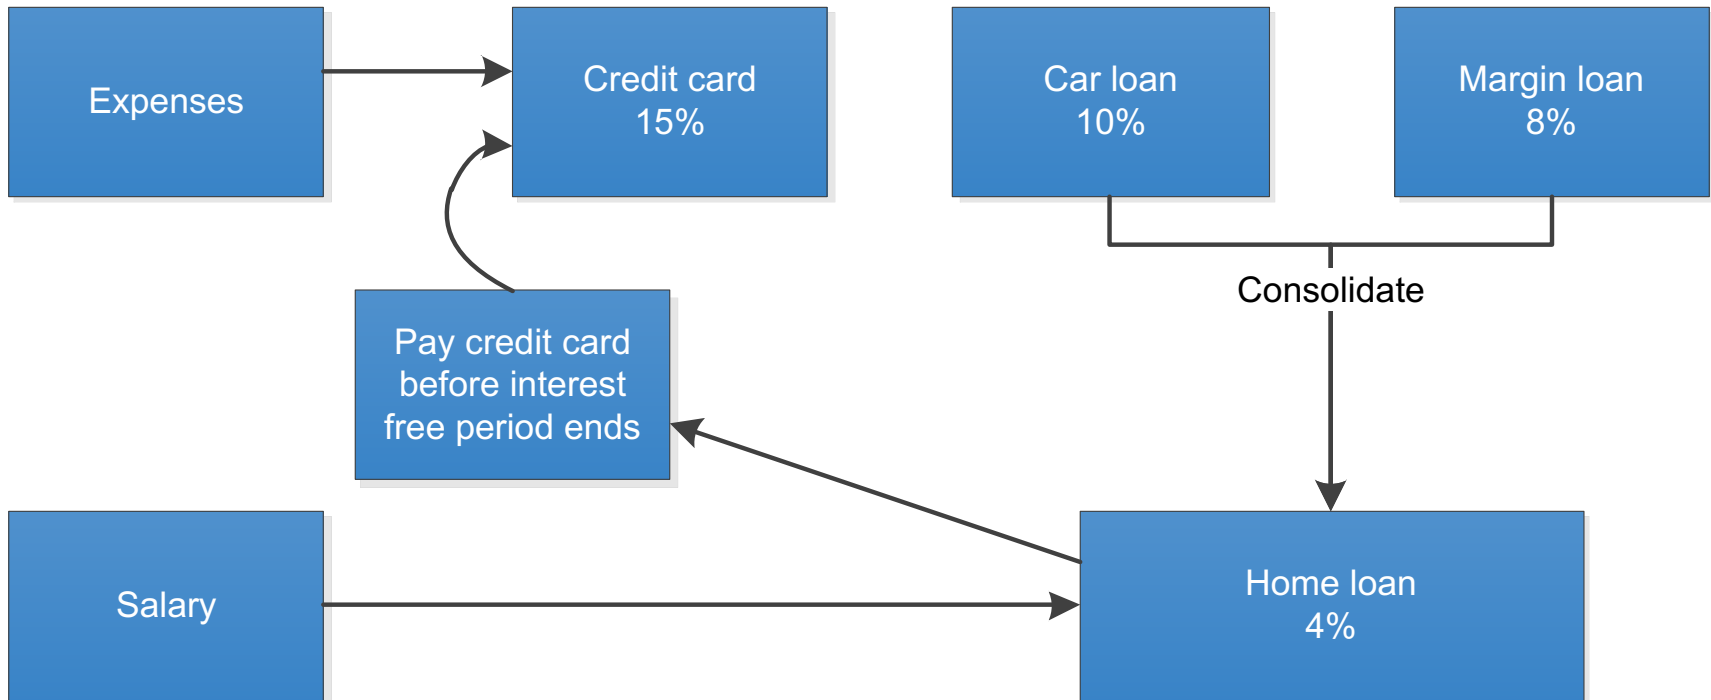 Expenses
Credit card
15%
Car loan
10%
Margin loan
8%
Consolidate
Pay credit card
before interest
free period ends
Salary
Home loan
4%